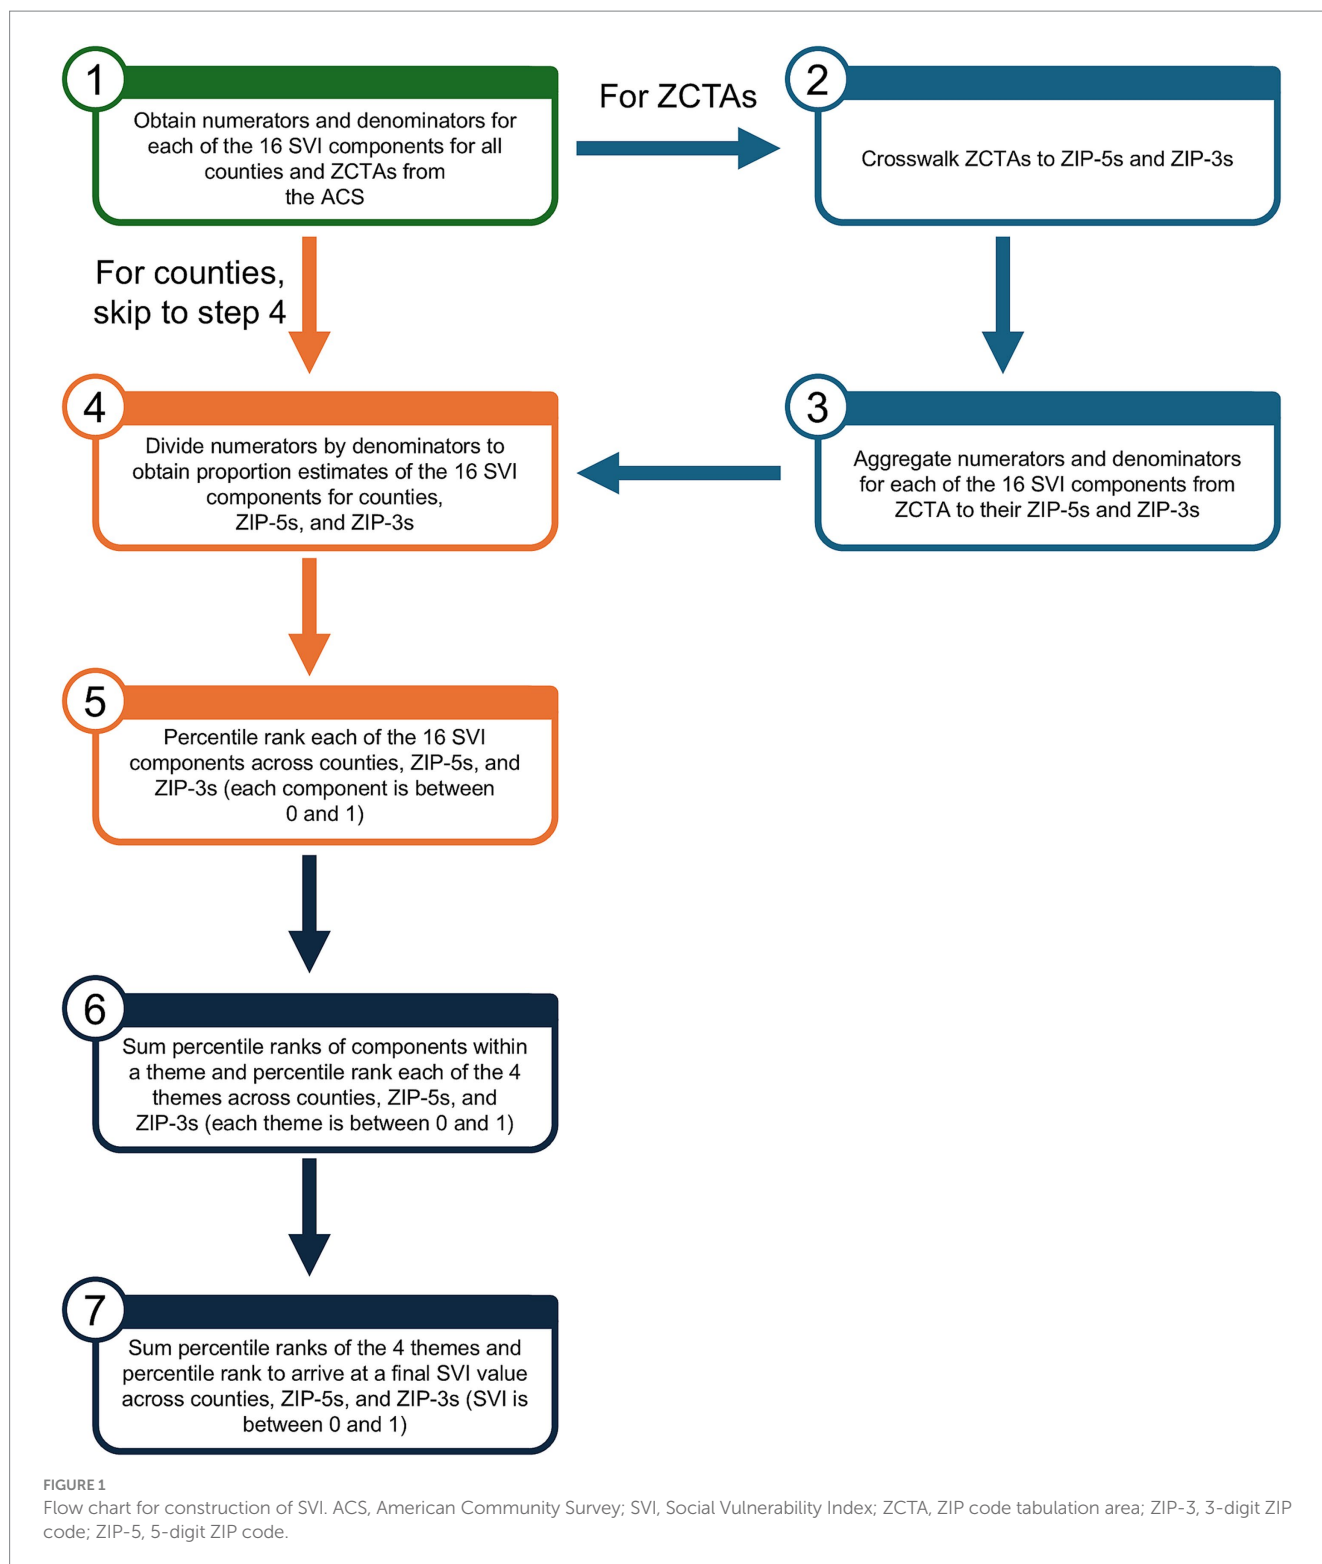 1
Obtain numerators and denominators for
each of the 16 SVI components for all
counties and ZCTAs from
the ACS
For ZCTAs
2
Crosswalk ZCTAs to ZIP-5s and ZIP-3s
For counties,
skip to step 4
3
Aggregate numerators and denominators
for each of the 16 SVI components from
ZCTA to their ZIP-5s and ZIP-3s
4
Divide numerators by denominators to
obtain proportion estimates of the 16 SVI
components for counties,
ZIP-5s, and ZIP-3s
5
Percentile rank each of the 16 SVI
components across counties, ZIP-5s, and
ZIP-3s (each component is between
0 and 1)
6
Sum percentile ranks of components within
a theme and percentile rank each of the 4
themes across counties, ZIP-5s, and
ZIP-3s (each theme is between 0 and 1)
7
Sum percentile ranks of the 4 themes and
percentile rank to arrive at a final SVI value
across counties, ZIP-5s, and ZIP-3s (SVI is
between 0 and 1)
FIGURE 1
Flow chart for construction of SVI. ACS, American Community Survey; SVI, Social Vulnerability Index; ZCTA, ZIP code tabulation area; ZIP-3, 3-digit ZIP
code; ZIP-5, 5-digit ZIP code.